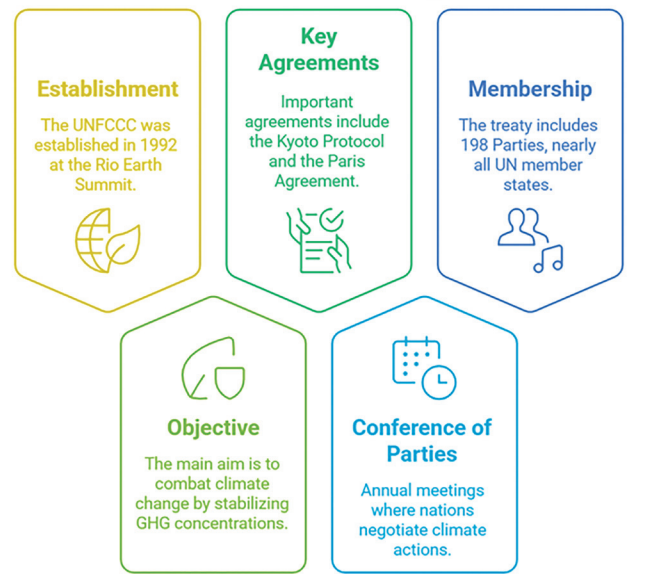 Establishment
The UNFCCC was
established in 1992
at the Rio Earth
Summit.
Key
Agreements
Important
agreements include
the Kyoto Protocol
and the Paris
Agreement.
Membership
The treaty includes
198 Parties, nearly
all UN member
states.
Objective
The main aim is to
combat climate
change by stabilizing
GHG concentrations.
Conference of
Parties
Annual meetings
where nations
negotiate climate
actions.